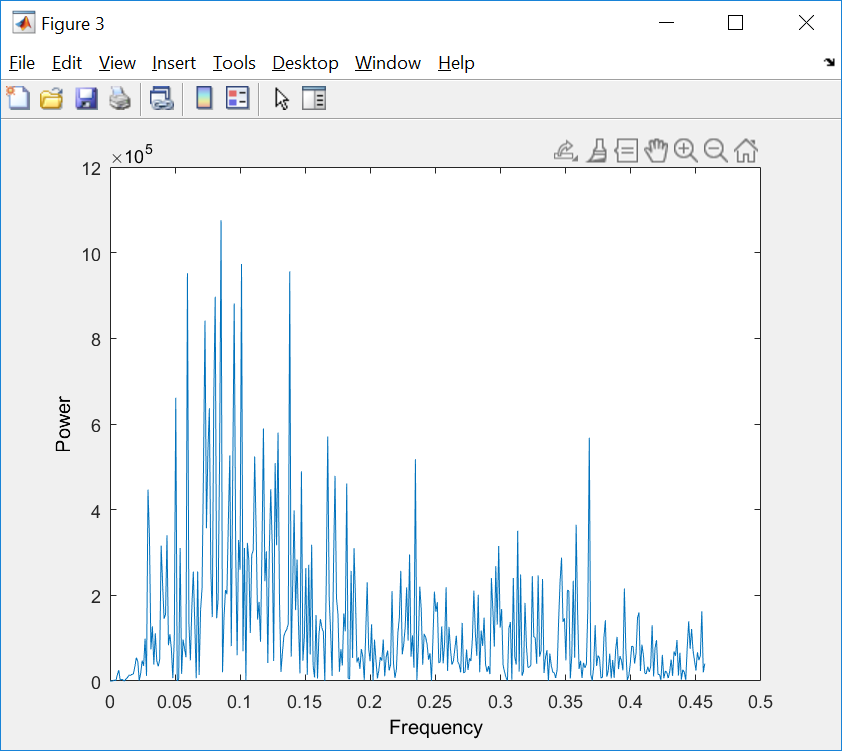 Figure 3
File Edit View Insert Tools Desktop Window Help
×10⁵
12
10
8
6
4
2
0
Power
0 0.05 0.1 0.15 0.2 0.25 0.3 0.35 0.4 0.45 0.5
Frequency